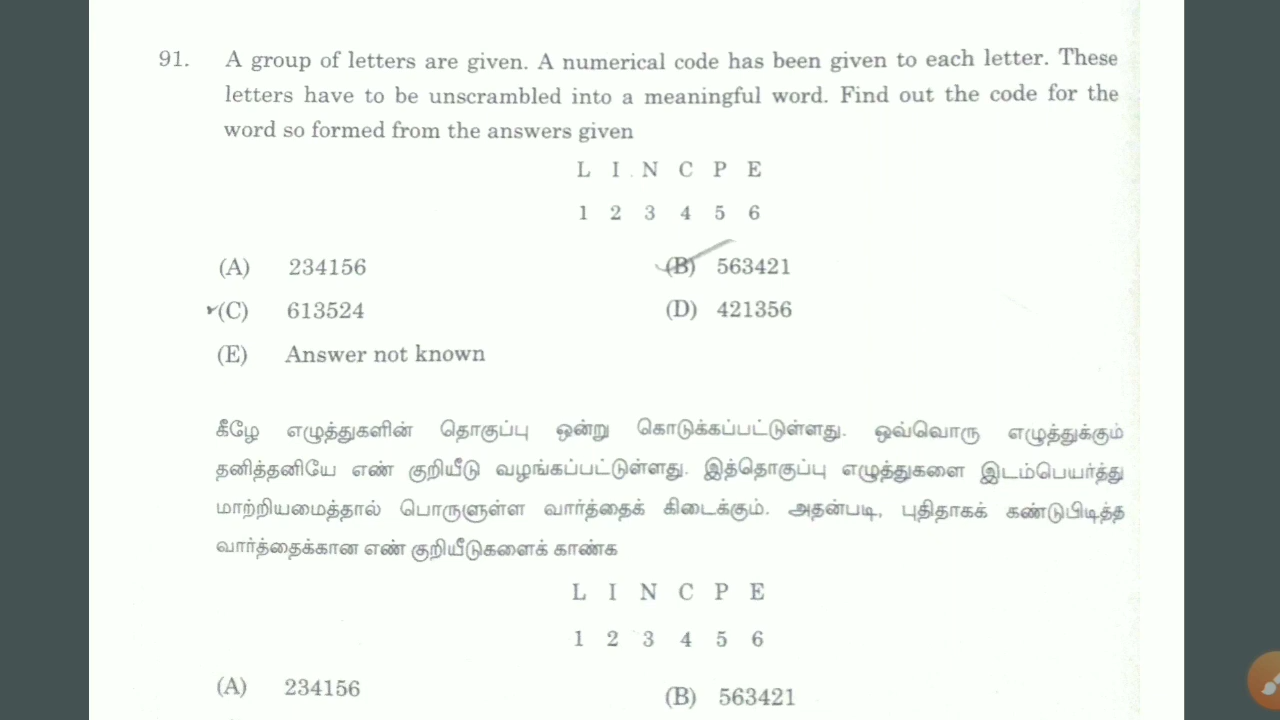 91. A group of letters are given. A numerical code has been given to each letter. These
letters have to be unscrambled into a meaningful word. Find out the code for the
word so formed from the answers given
L I N C P E
1 2 3 4 5 6
(A) 234156 (B) 563421
(C) 613524 (D) 421356
(E) Answer not known
கீழே எழுத்துகளின் தொகுப்பு ஒன்று கொடுக்கப்பட்டுள்ளது. ஒவ்வொரு எழுத்துக்கும்
தனித்தனியே எண் குறியீடு வழங்கப்பட்டுள்ளது. இத்தொகுப்பு எழுத்துகளை இடம்பெயர்த்து
மாற்றியமைத்தால் பொருளுள்ள வார்த்தைக் கிடைக்கும். அதன்படி, புதிதாகக் கண்டுபிடித்த
வார்த்தைக்கான எண் குறியீடுகளைக் காண்க
L I N C P E
1 2 3 4 5 6
(A) 234156 (B) 563421